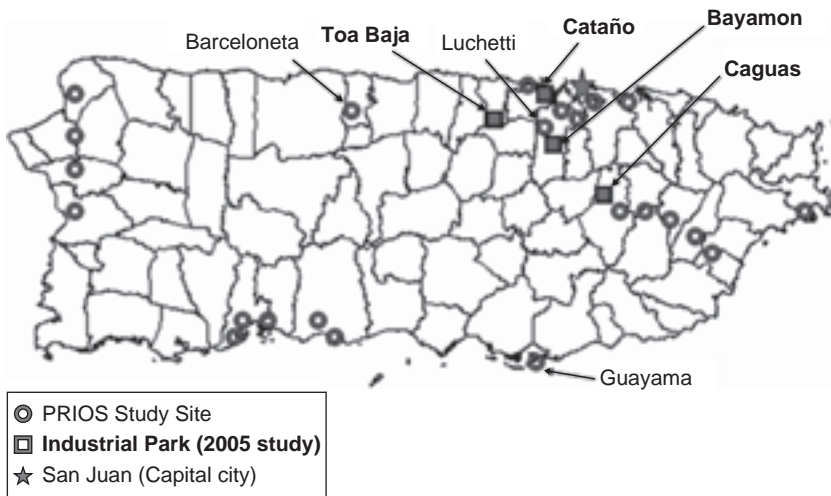 Bayamon
Cataño
Toa Baja
Luchetti
Barceloneta
Caguas
Guayama
PRIOS Study Site
Industrial Park (2005 study)
San Juan (Capital city)